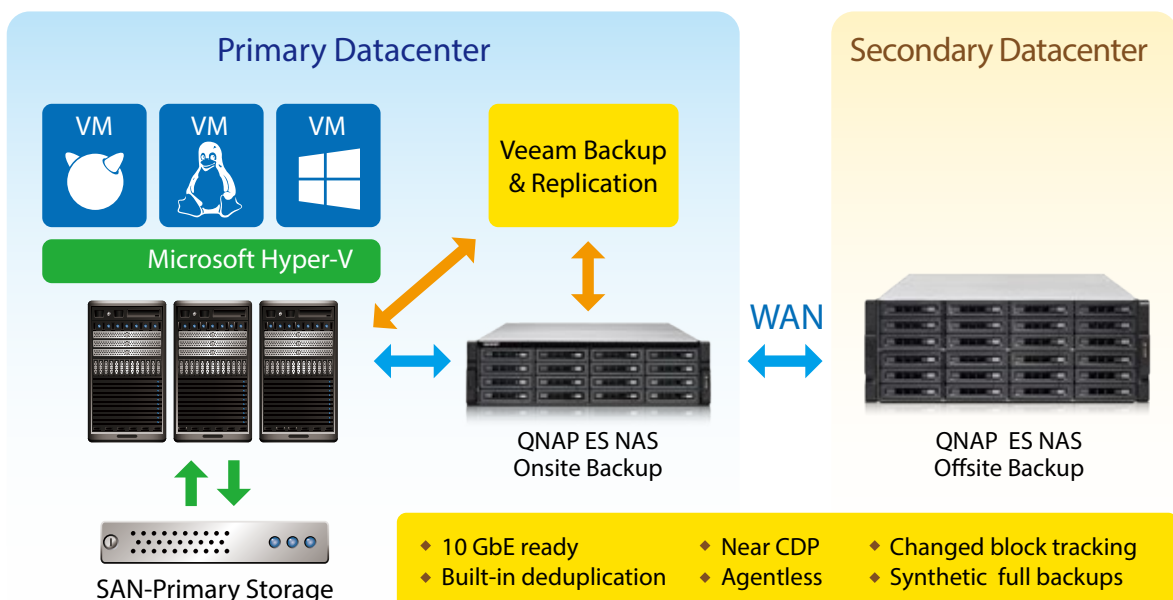 Primary Datacenter
Secondary Datacenter
VM
VM
VM
Veeam Backup
& Replication
Microsoft Hyper-V
WAN
QNAP ES NAS
Onsite Backup
QNAP ES NAS
Offsite Backup
SAN-Primary Storage
10 GbE ready
Near CDP
Changed block tracking
Built-in deduplication
Agentless
Synthetic full backups